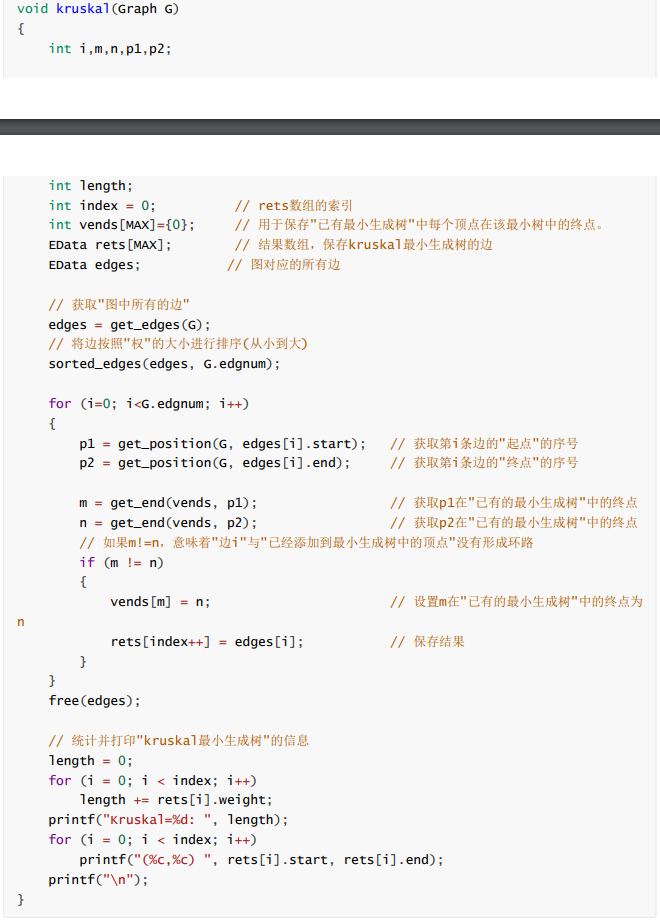 void kruskal(Graph G)
{
    int i,m,n,p1,p2;
    int length;
    int index = 0;          // rets数组的索引
    int vends[MAX]={0};     // 用于保存"已有最小生成树"中每个顶点在该最小树中的终点。
    EData rets[MAX];        // 结果数组，保存kruskal最小生成树的边
    EData edges;           // 图对应的所有边
    // 获取"图中所有的边"
    edges = get_edges(G);
    // 将边按照"权"的大小进行排序(从小到大)
    sorted_edges(edges, G.edgnum);
    for (i=0; i<G.edgnum; i++)
    {
        p1 = get_position(G, edges[i].start);   // 获取第i条边的"起点"的序号
        p2 = get_position(G, edges[i].end);     // 获取第i条边的"终点"的序号
        m = get_end(vends, p1);                 // 获取p1在"已有的最小生成树"中的终点
        n = get_end(vends, p2);                 // 获取p2在"已有的最小生成树"中的终点
        // 如果m!=n，意味着"边i"与"已经添加到最小生成树中的顶点"没有形成环路
        if (m != n)
        {
            vends[m] = n;                       // 设置m在"已有的最小生成树"中的终点为
n
            rets[index++] = edges[i];           // 保存结果
        }
    }
    free(edges);
    // 统计并打印"kruskal最小生成树"的信息
    length = 0;
    for (i = 0; i < index; i++)
        length += rets[i].weight;
    printf("Kruskal=%d: ", length);
    for (i = 0; i < index; i++)
        printf("(%c,%c) ", rets[i].start, rets[i].end);
    printf("\n");
}